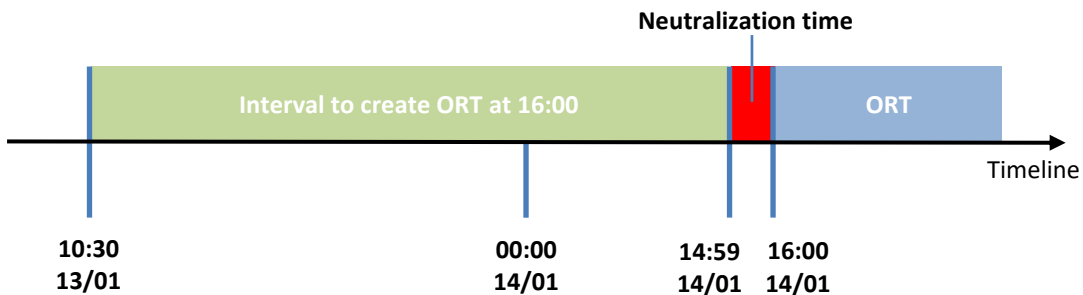 Neutralization time
Interval to create ORT at 16:00
ORT
Timeline
10:30
13/01
00:00
14/01
14:59
14/01
16:00
14/01